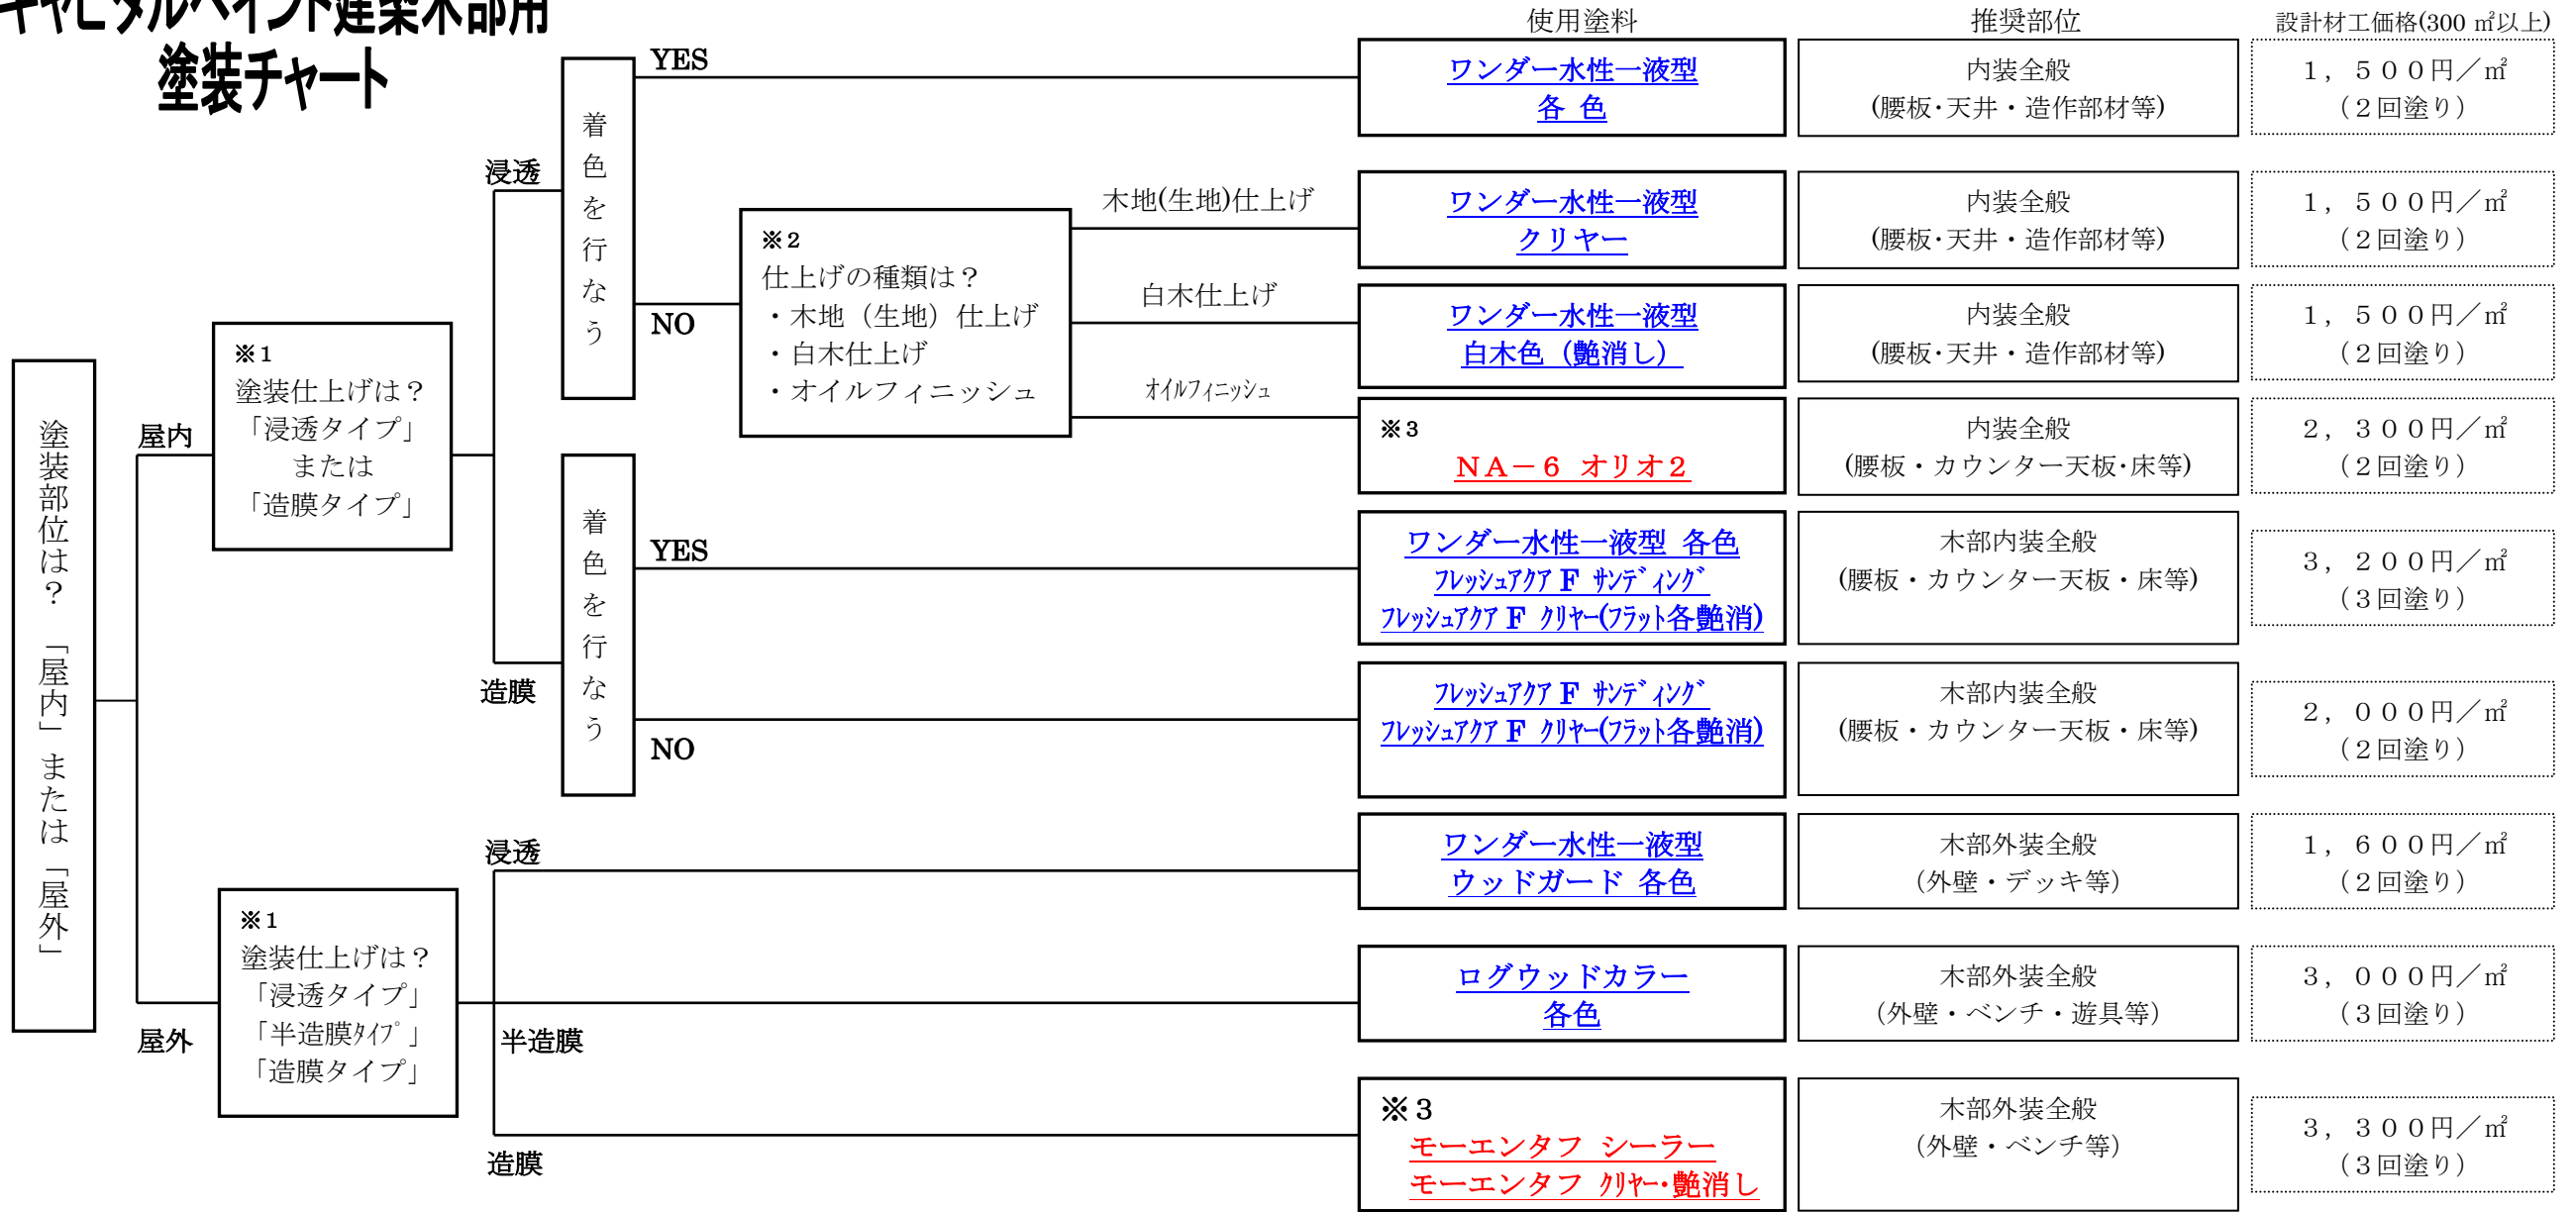 キャピタルペイント建築木部用
塗装チャート
使用塗料
推奨部位
設計材工価格(300 ㎡以上)
塗装部位は？ 「屋内」または「屋外」
屋内
屋外
※１
塗装仕上げは？
「浸透タイプ」
または
「造膜タイプ」
※１
塗装仕上げは？
「浸透タイプ」
「半造膜ﾀｲﾌﾟ」
「造膜タイプ」
浸透
造膜
着色を行なう
YES
NO
着色を行なう
YES
NO
※２
仕上げの種類は？
・木地（生地）仕上げ
・白木仕上げ
・オイルフィニッシュ
木地(生地)仕上げ
白木仕上げ
ｵｲﾙﾌｨﾆｯｼｭ
浸透
半造膜
造膜
ワンダー水性一液型
各 色
内装全般
(腰板･天井・造作部材等)
１，５００円／㎡
（２回塗り）
ワンダー水性一液型
クリヤー
内装全般
(腰板･天井・造作部材等)
１，５００円／㎡
（２回塗り）
ワンダー水性一液型
白木色（艶消し）
内装全般
(腰板･天井・造作部材等)
１，５００円／㎡
（２回塗り）
※３
ＮＡ－６ オリオ２
内装全般
(腰板・カウンター天板･床等)
２，３００円／㎡
（２回塗り）
ワンダー水性一液型 各色
ﾌﾚｯｼｭｱｸｱ F ｻﾝﾃﾞｨﾝｸﾞ
ﾌﾚｯｼｭｱｸｱ F ｸﾘﾔｰ(ﾌﾗｯﾄ各艶消)
木部内装全般
(腰板・カウンター天板・床等)
３，２００円／㎡
（３回塗り）
ﾌﾚｯｼｭｱｸｱ F ｻﾝﾃﾞｨﾝｸﾞ
ﾌﾚｯｼｭｱｸｱ F ｸﾘﾔｰ(ﾌﾗｯﾄ各艶消)
木部内装全般
(腰板・カウンター天板・床等)
２，０００円／㎡
（２回塗り）
ワンダー水性一液型
ウッドガード 各色
木部外装全般
（外壁・デッキ等）
１，６００円／㎡
（２回塗り）
ログウッドカラー
各色
木部外装全般
（外壁・ベンチ・遊具等）
３，０００円／㎡
（３回塗り）
※３
モーエンタフ シーラー
モーエンタフ ｸﾘﾔｰ･艶消し
木部外装全般
（外壁・ベンチ等）
３，３００円／㎡
（３回塗り）